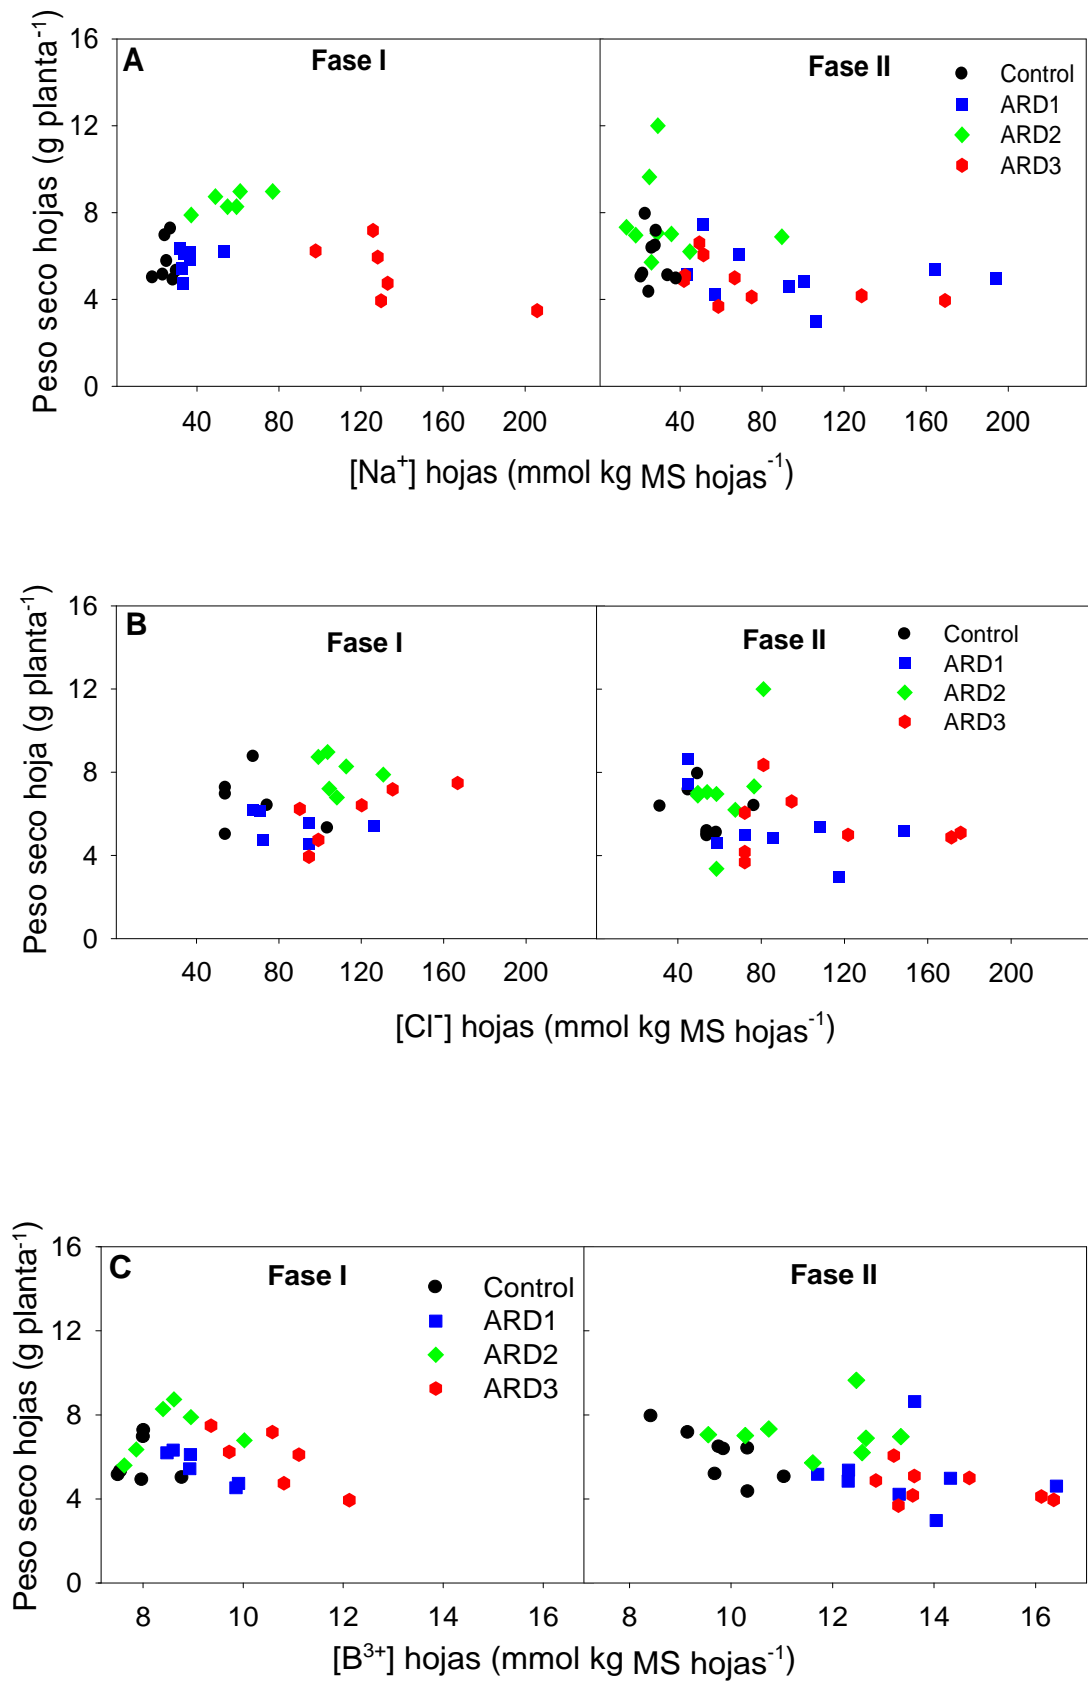 A
Fase I
Fase II
Control
ARD1
ARD2
ARD3
Peso seco hojas (g planta⁻¹)
16
12
8
4
0
40 80 120 160 200 40 80 120 160 200
[Na⁺] hojas (mmol kg MS hojas⁻¹)
B
Fase I
Fase II
Control
ARD1
ARD2
ARD3
Peso seco hoja (g planta⁻¹)
16
12
8
4
0
40 80 120 160 200 40 80 120 160 200
[Cl⁻] hojas (mmol kg MS hojas⁻¹)
C
Fase I
Control
ARD1
ARD2
ARD3
Fase II
Peso seco hojas (g planta⁻¹)
16
12
8
4
0
8 10 12 14 16 8 10 12 14 16
[B³⁺] hojas (mmol kg MS hojas⁻¹)